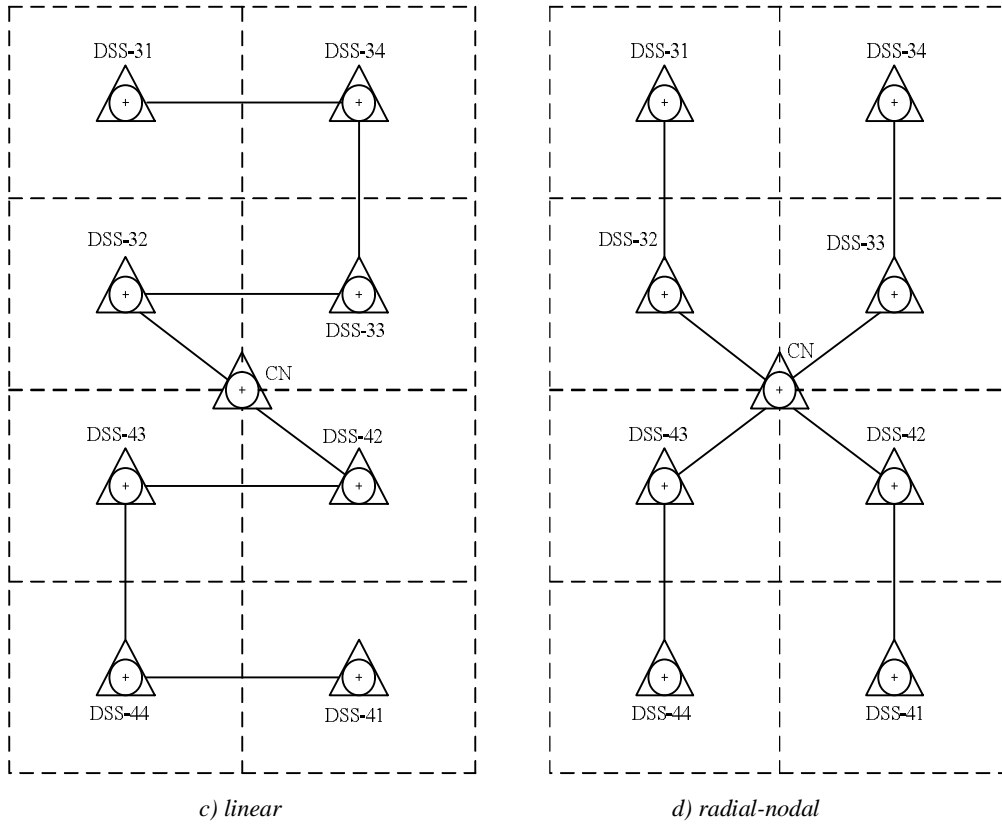 DSS-31
DSS-34
DSS-32
DSS-33
CN
DSS-43
DSS-42
DSS-44
DSS-41
c) linear
DSS-31
DSS-34
DSS-32
DSS-33
CN
DSS-43
DSS-42
DSS-44
DSS-41
d) radial-nodal